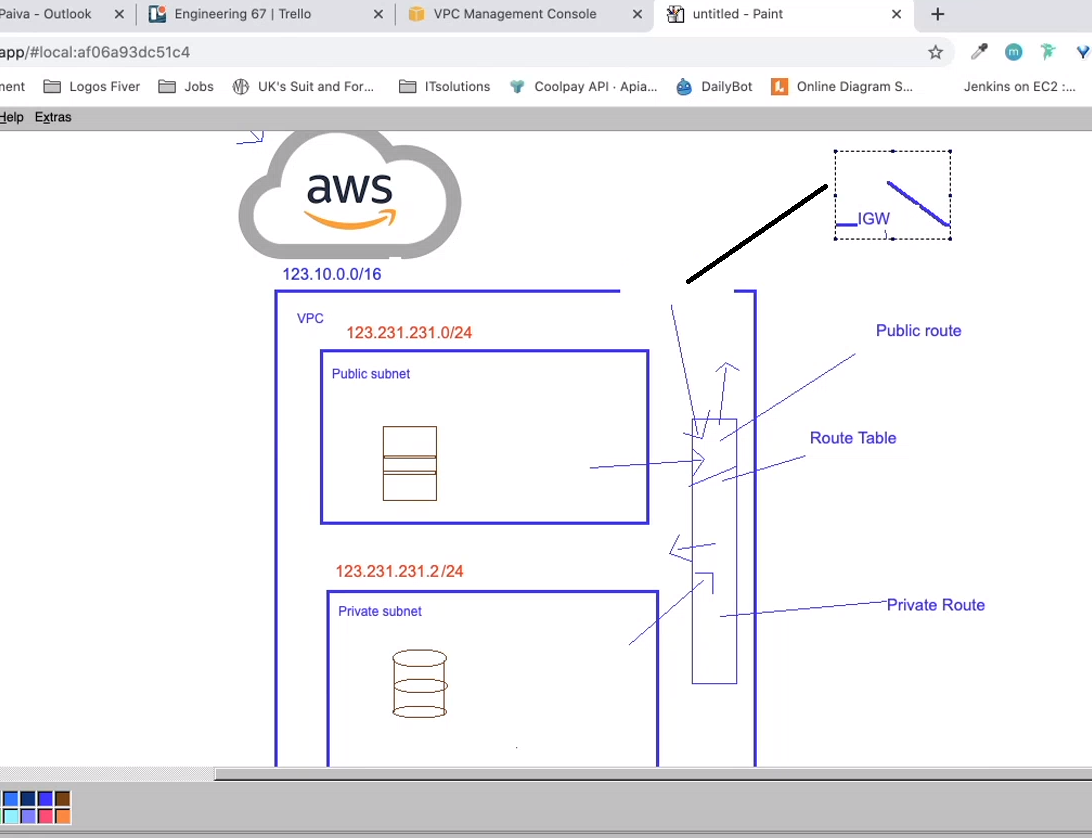 Paiva - Outlook
Engineering 67 | Trello
VPC Management Console
untitled - Paint
app/#local:af06a93dc51c4
m
ment
Logos Fiver
Jobs
UK's Suit and For...
ITsolutions
Coolpay API · Apia...
DailyBot
Online Diagram S...
Jenkins on EC2 :...
Help
Extras
aws
IGW
123.10.0.0/16
VPC
123.231.231.0/24
Public route
Public subnet
Route Table
123.231.231.2/24
Private subnet
Private Route